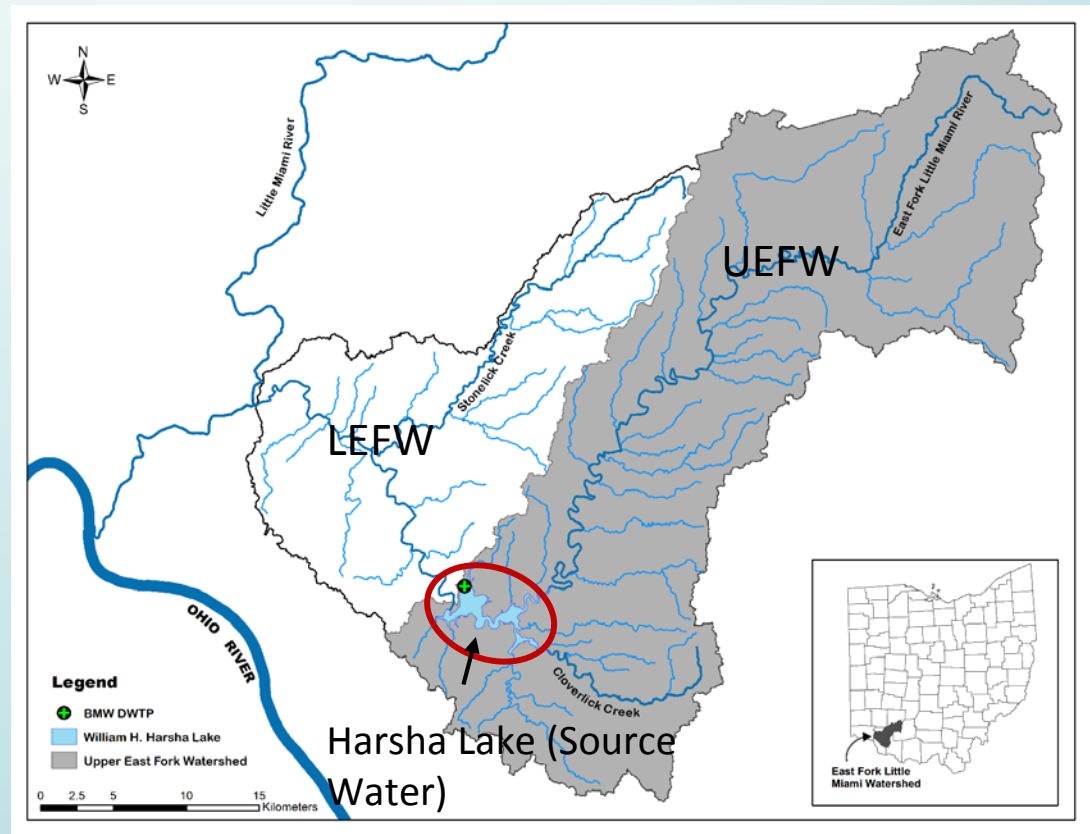 N
W E
S
Little Miami River
East Fork Little Miami River
UEFW
Stonelick Creek
LEFW
OHIO RIVER
Cloverlick Creek
Harsha Lake (Source
Water)
Legend
BMW DWTP
William H. Harsha Lake
Upper East Fork Watershed
0 2.5 5 10 15
Kilometers
East Fork Little
Miami Watershed